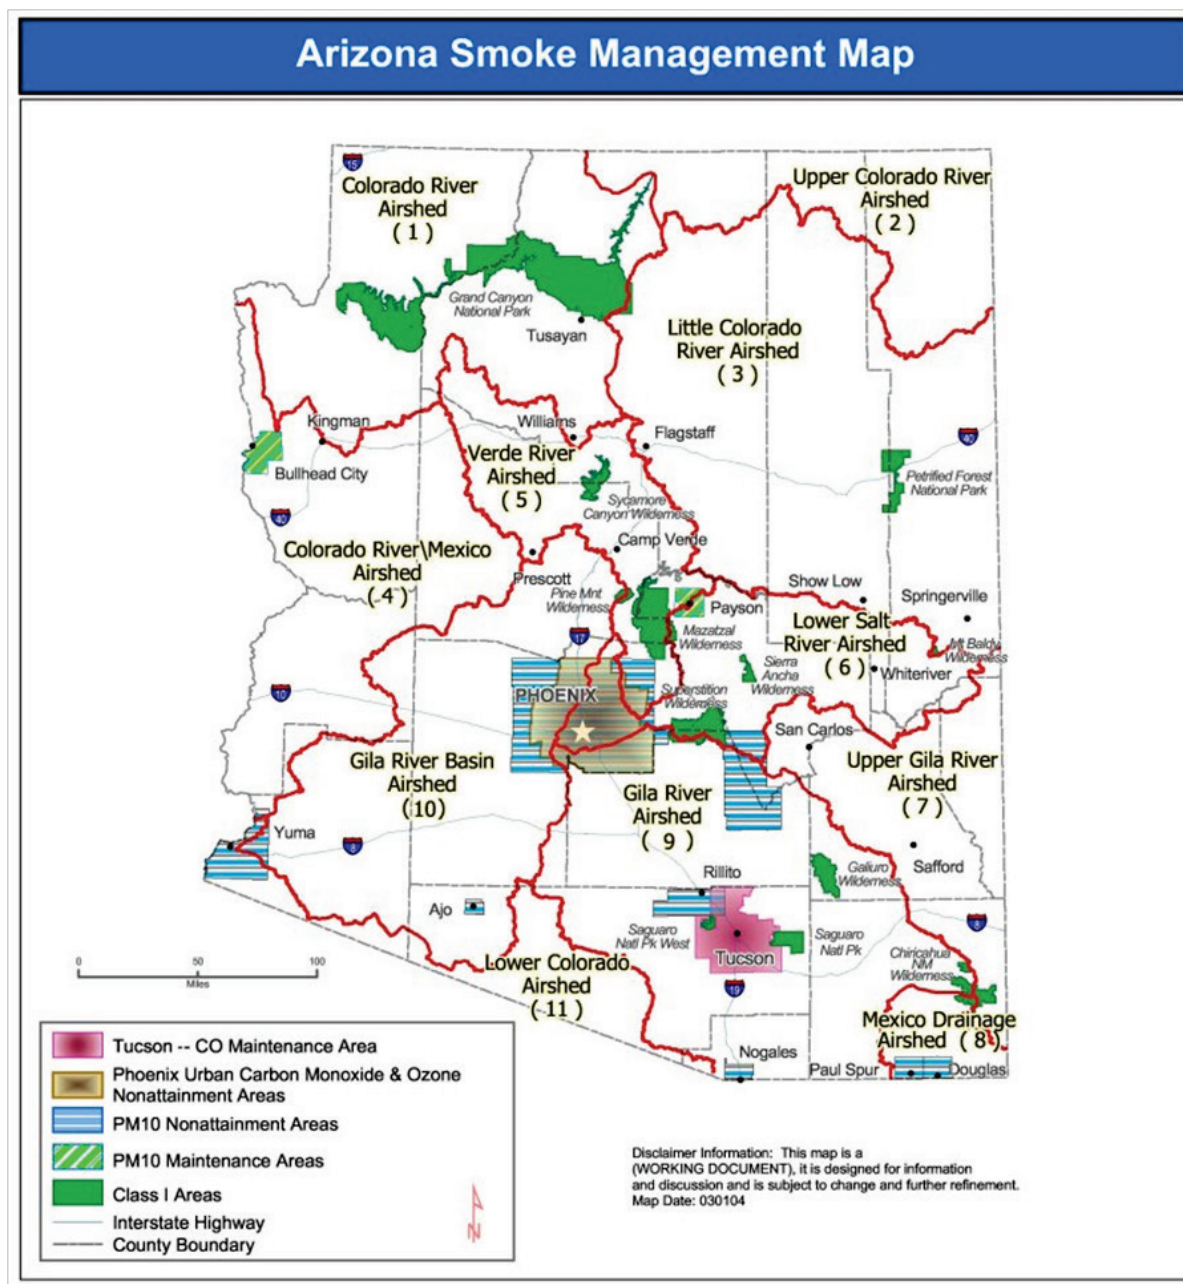 Arizona Smoke Management Map
15
Colorado River
Airshed
( 1 )
Upper Colorado River
Airshed
( 2 )
Grand Canyon
National Park
Tusayan
Little Colorado
River Airshed
( 3 )
Kingman
Williams
Flagstaff
40
Bullhead City
Verde River
Airshed
( 5 )
Petrified Forest
National Park
Sycamore
Canyon Wilderness
40
Colorado River\Mexico
Airshed
( 4 )
Camp Verde
Prescott
Pine Mnt
Wilderness
Show Low
Springerville
Payson
17
Mazatzal
Wilderness
Lower Salt
River Airshed
( 6 )
Mt Baldy
Wilderness
Sierra
Ancha
Wilderness
Whiteriver
10
PHOENIX
Superstition
Wilderness
San Carlos
Gila River Basin
Airshed
(10)
Gila River
Airshed
( 9 )
Upper Gila River
Airshed
( 7 )
Yuma
8
Rillito
Galiuro
Wilderness
Safford
Ajo
8
Saguaro
Natl Pk West
Tucson
Saguaro
Natl Pk
Chiricahua
NM
Wilderness
0 50 100
Miles
Lower Colorado
Airshed
( 11 )
19
Mexico Drainage
Airshed ( 8 )
Nogales
Paul Spur
Douglas
Tucson -- CO Maintenance Area
Phoenix Urban Carbon Monoxide & Ozone
Nonattainment Areas
PM10 Nonattainment Areas
PM10 Maintenance Areas
Class I Areas
Interstate Highway
County Boundary
N
Disclaimer Information: This map is a
(WORKING DOCUMENT), it is designed for information
and discussion and is subject to change and further refinement.
Map Date: 030104